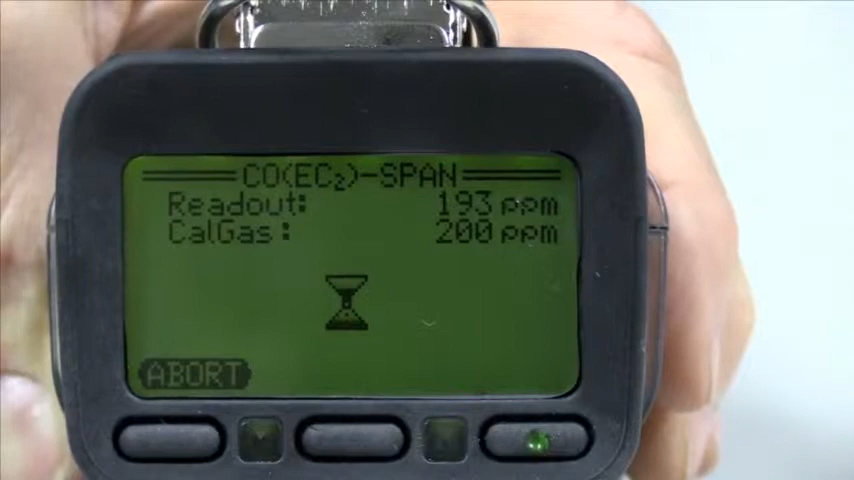 CO(EC₂)-SPAN
Readout: 193 ppm
CalGas: 200 ppm
ABORT